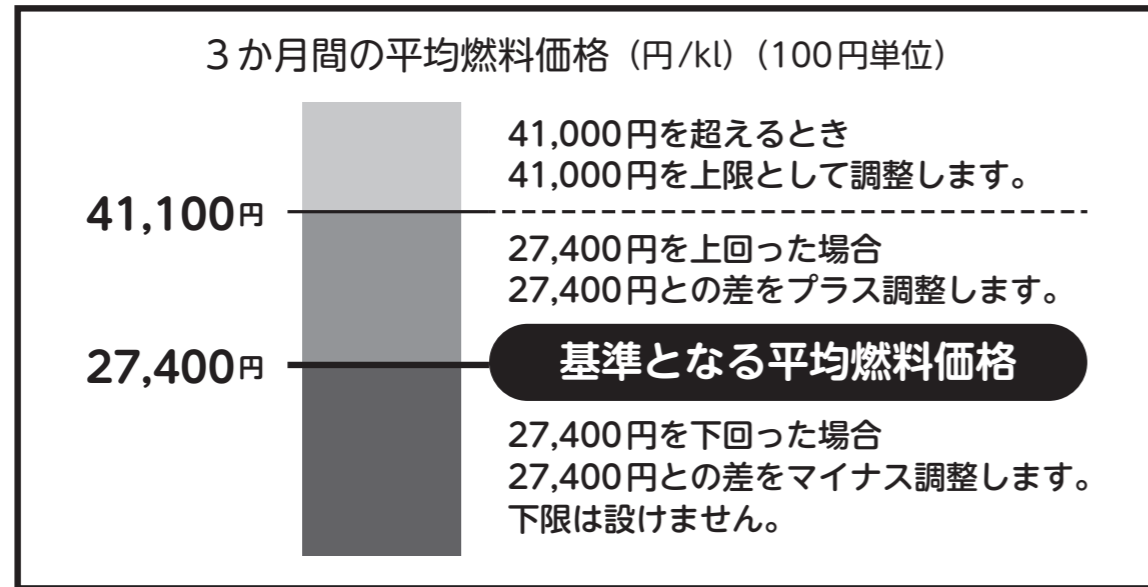 3か月間の平均燃料価格（円/kl）（100円単位）
41,000円を超えるとき
41,000円を上限として調整します。
41,100円
27,400円を上回った場合
27,400円との差をプラス調整します。
27,400円
基準となる平均燃料価格
27,400円を下回った場合
27,400円との差をマイナス調整します。
下限は設けません。